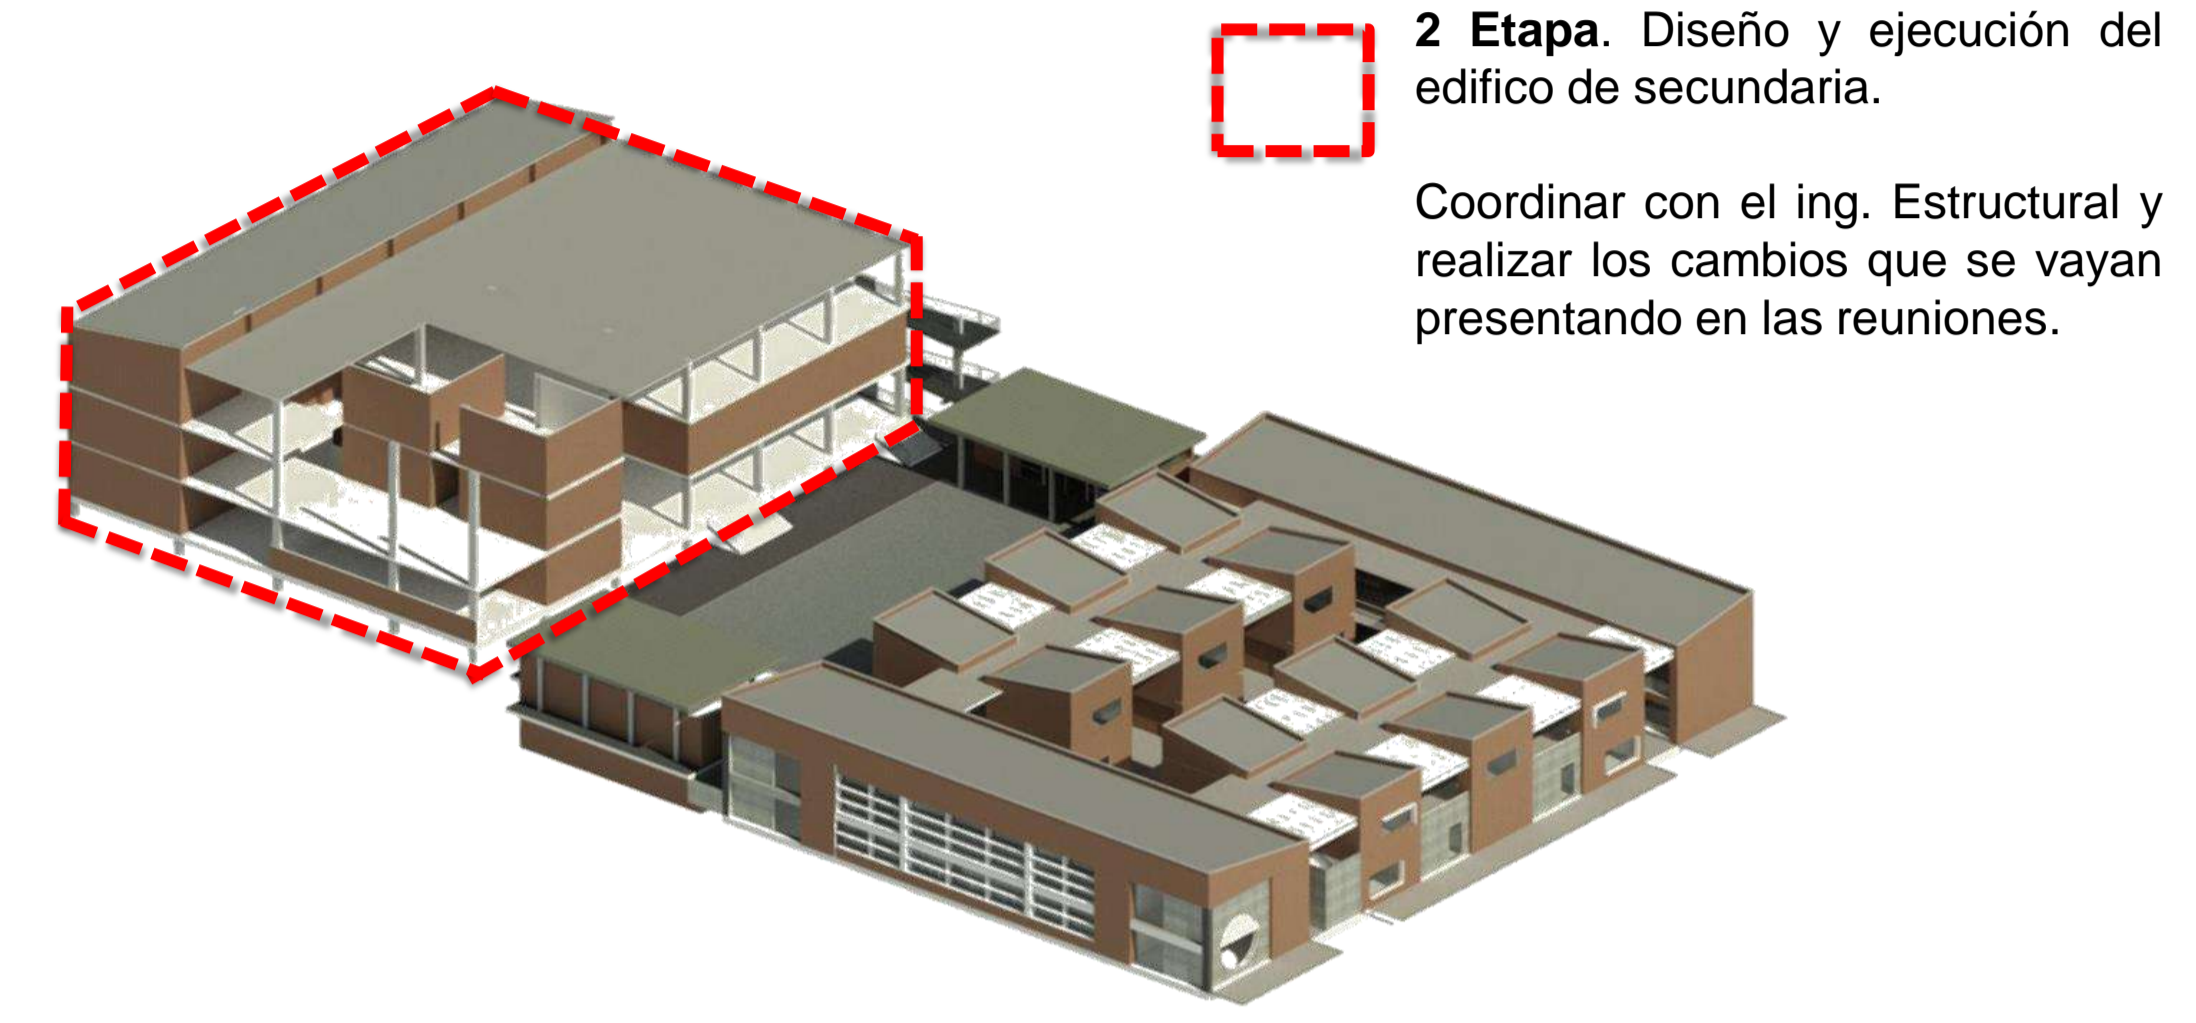 2 Etapa. Diseño y ejecución del
edifico de secundaria.
Coordinar con el ing. Estructural y
realizar los cambios que se vayan
presentando en las reuniones.